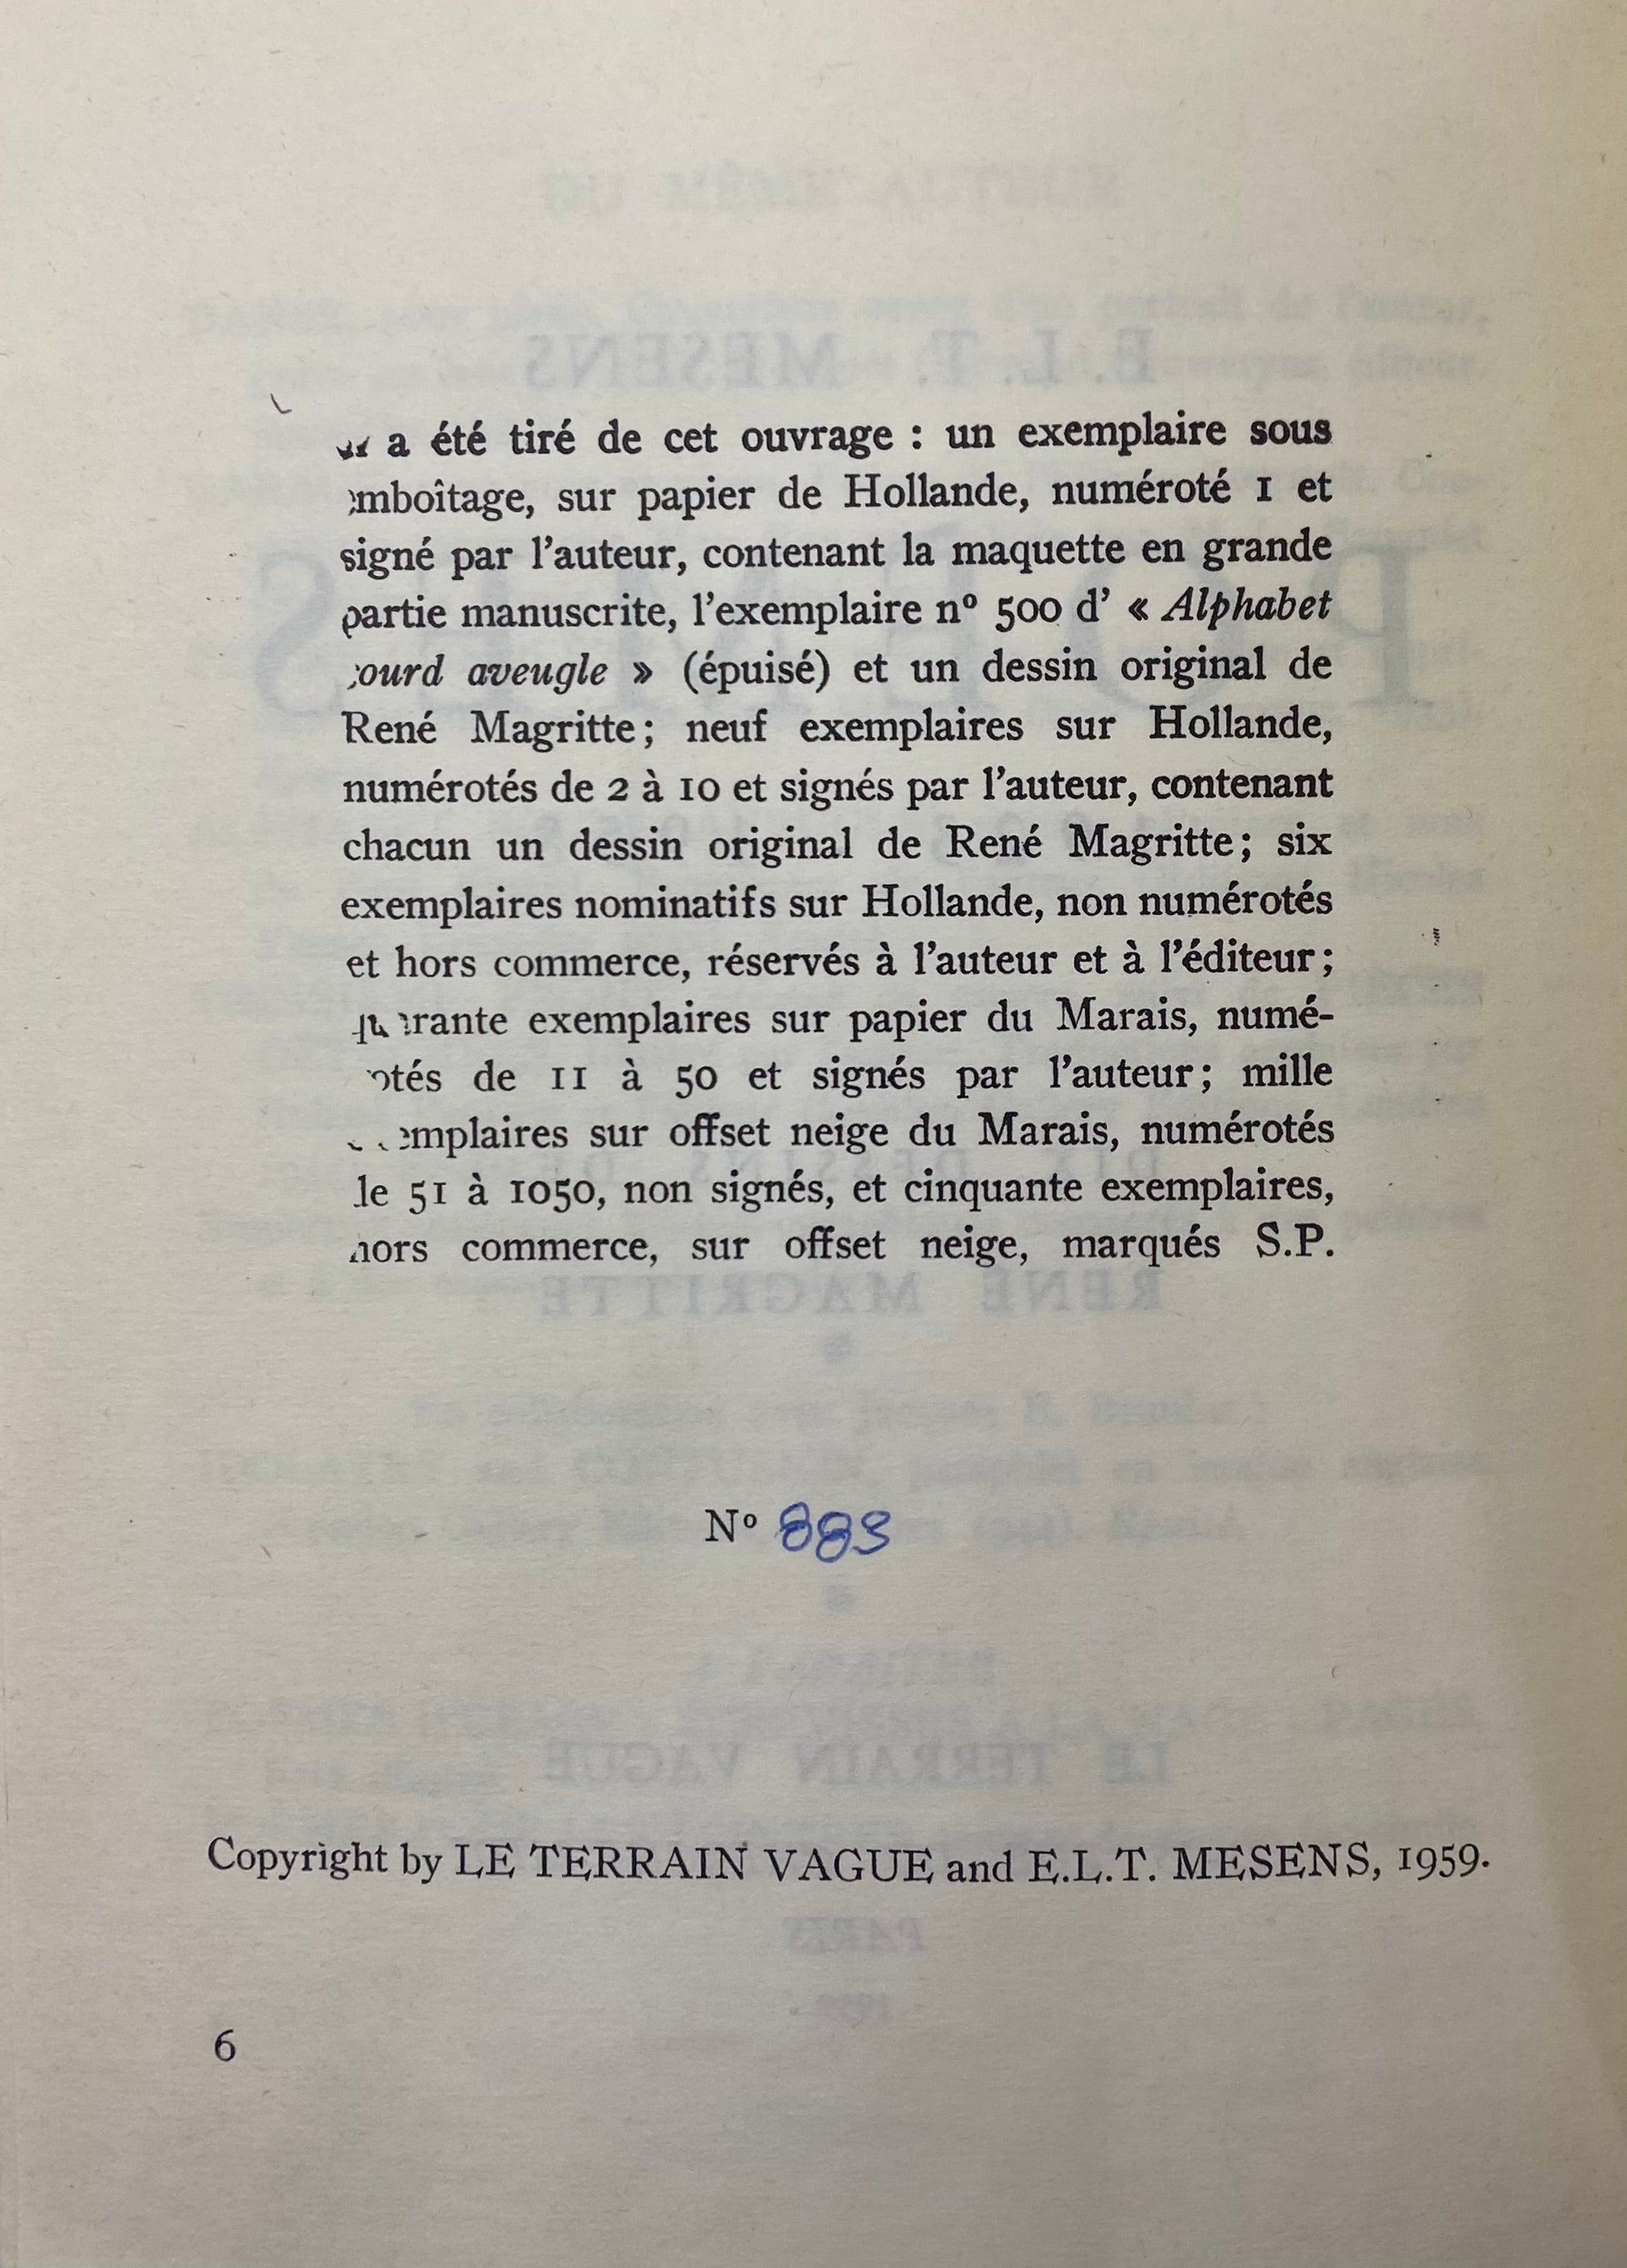 a été tiré de cet ouvrage : un exemplaire sous
mboîtage, sur papier de Hollande, numéroté 1 et
signé par l'auteur, contenant la maquette en grande
partie manuscrite, l'exemplaire nº 500 d' « Alphabet
ourd aveugle » (épuisé) et un dessin original de
René Magritte; neuf exemplaires sur Hollande,
numérotés de 2 à 10 et signés par l'auteur, contenant
chacun un dessin original de René Magritte; six
exemplaires nominatifs sur Hollande, non numérotés
et hors commerce, réservés à l'auteur et à l'éditeur;
quarante exemplaires sur papier du Marais, numé-
otés de 11 à 50 et signés par l'auteur; mille
emplaires sur offset neige du Marais, numérotés
de 51 à 1050, non signés, et cinquante exemplaires,
hors commerce, sur offset neige, marqués S.P.
Nº 889
Copyright by LE TERRAIN VAGUE and E.L.T. MESENS, 1959.
6